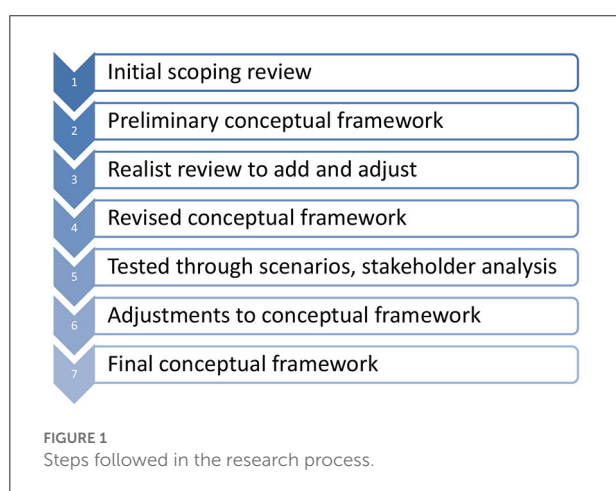 1 Initial scoping review
2 Preliminary conceptual framework
3 Realist review to add and adjust
4 Revised conceptual framework
5 Tested through scenarios, stakeholder analysis
6 Adjustments to conceptual framework
7 Final conceptual framework
FIGURE 1
Steps followed in the research process.